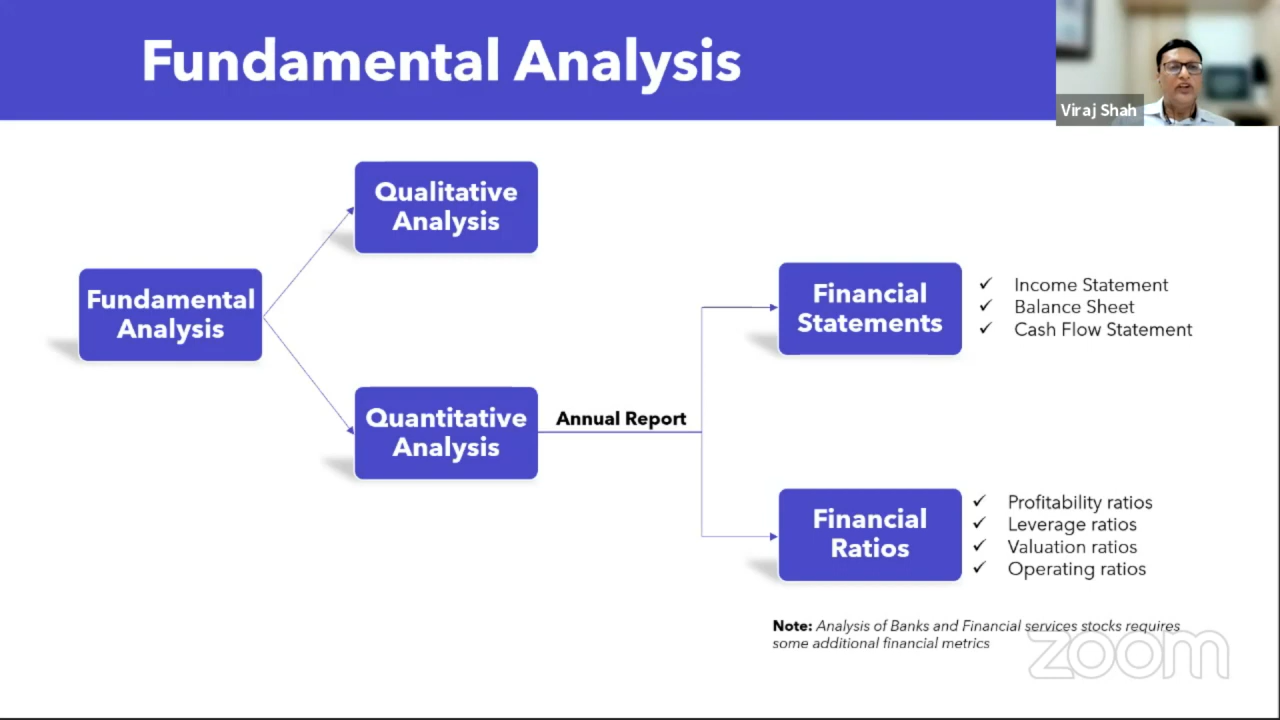 Fundamental Analysis
Viraj Shah
Qualitative
Analysis
Fundamental
Analysis
Quantitative
Analysis
Annual Report
Financial
Statements
✓ Income Statement
✓ Balance Sheet
✓ Cash Flow Statement
Financial
Ratios
✓ Profitability ratios
✓ Leverage ratios
✓ Valuation ratios
✓ Operating ratios
Note: Analysis of Banks and Financial services stocks requires
some additional financial metrics
zoom